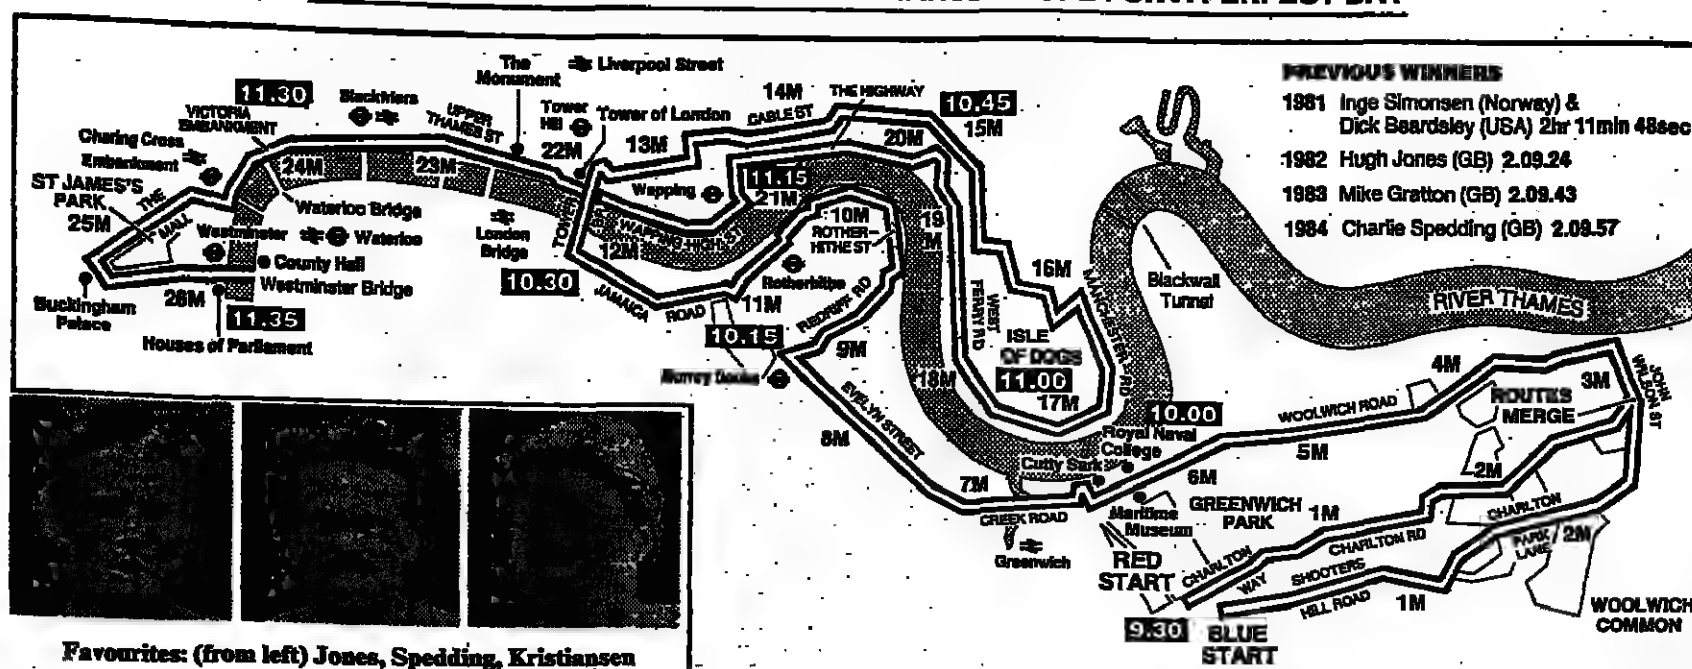 PREVIOUS WINNERS
1981 Inge Simonsen (Norway) &
Dick Beardsley (USA) 2hr 11min 48sec
1982 Hugh Jones (GB) 2.09.24
1983 Mike Gratton (GB) 2.09.43
1984 Charlie Spedding (GB) 2.09.57
The
Monument
Liverpool Street
11.30
VICTORIA
EMBANKMENT
Blackfriers
UPPER
THAMES ST
Tower
Hill
Tower of London
14M
CABLE ST
THE HIGHWAY
10.45
15M
Charing Cross
Embankment
24M
23M
22M
13M
20M
ST JAMES'S
PARK
25M
THE
MALL
Waterloo Bridge
Westminster
Waterloo
County Hall
Westminster Bridge
26M
Buckingham
Palace
11.35
Houses of Parliament
London
Bridge
TOWER
Wapping
11.15
21M
WAPPING HIGH ST
12M
10.30
JAMAICA
ROAD
11M
10M
ROTHER-
HITHE ST
Rotherhithe
REDRIFF RD
10.15
9M
Surrey Docks
EVELYN STREET
8M
19
M
18M
WEST
FERRY RD
16M
ISLE
OF DOGS
11.00
17M
MANCHESTER RD
Blackwall
Tunnel
RIVER THAMES
7M
CREEK ROAD
Greenwich
Cutty Sark
10.00
Royal Naval
College
Maritime
Museum
GREENWICH
PARK
6M
5M
WOOLWICH ROAD
4M
3M
JOHN
WILSON ST
ROUTES
MERGE
2M
1M
CHARLTON RD
CHARLTON
WAY
RED
START
CHARLTON
PARK
LANE
2M
SHOOTERS
HILL ROAD
1M
9.30
BLUE
START
WOOLWICH
COMMON
Favourites: (from left) Jones, Spedding, Kristiansen